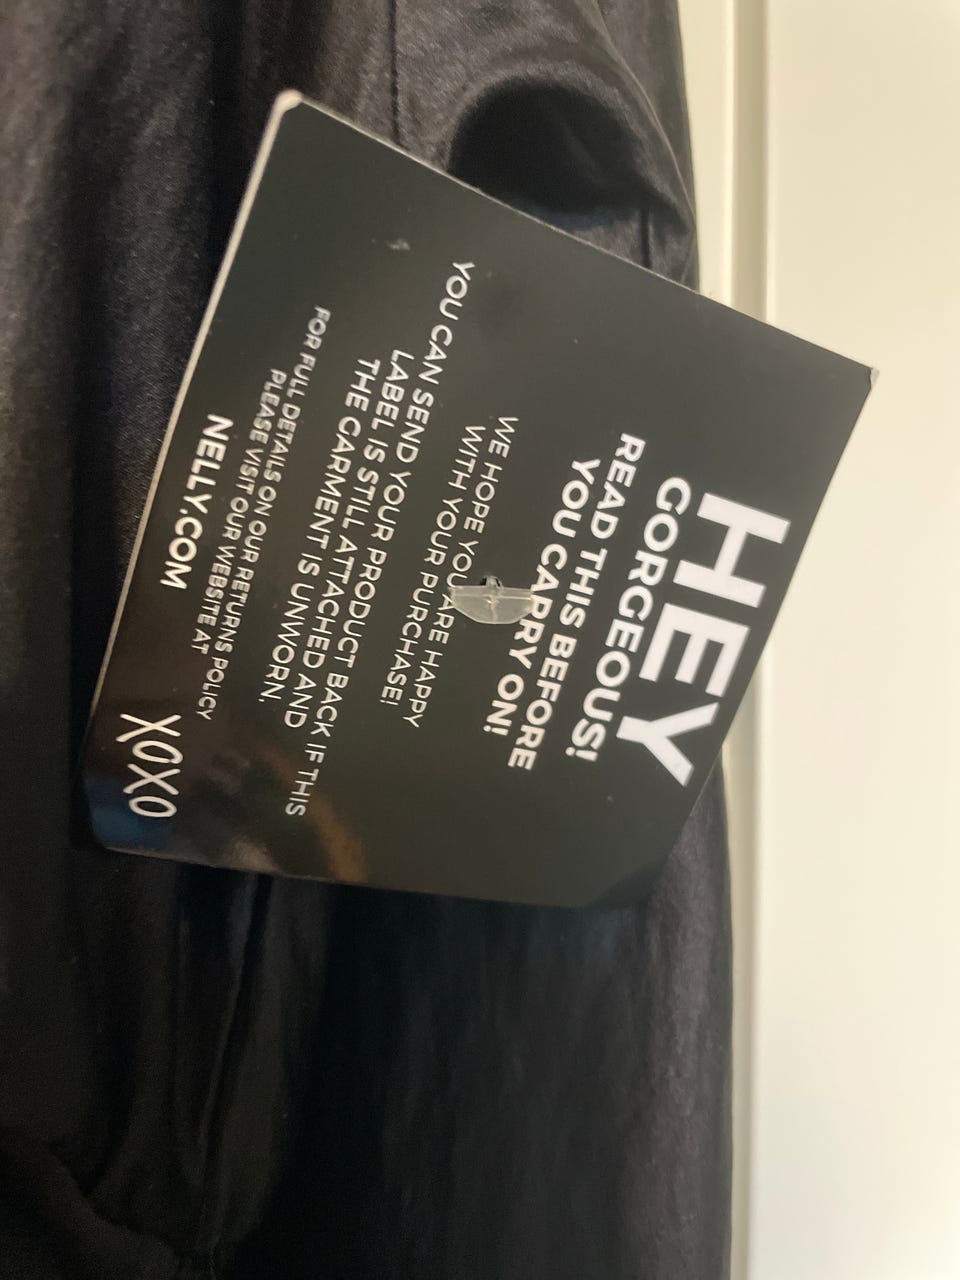 HEY
GORGEOUS!
READ THIS BEFORE
YOU CARRY ON!
WE HOPE YOU ARE HAPPY
WITH YOUR PURCHASE!
YOU CAN SEND YOUR PRODUCT BACK IF THIS
LABEL IS STILL ATTACHED AND
THE GARMENT IS UNWORN.
FOR FULL DETAILS ON OUR RETURNS POLICY
PLEASE VISIT OUR WEBSITE AT
NELLY.COM
XOXO